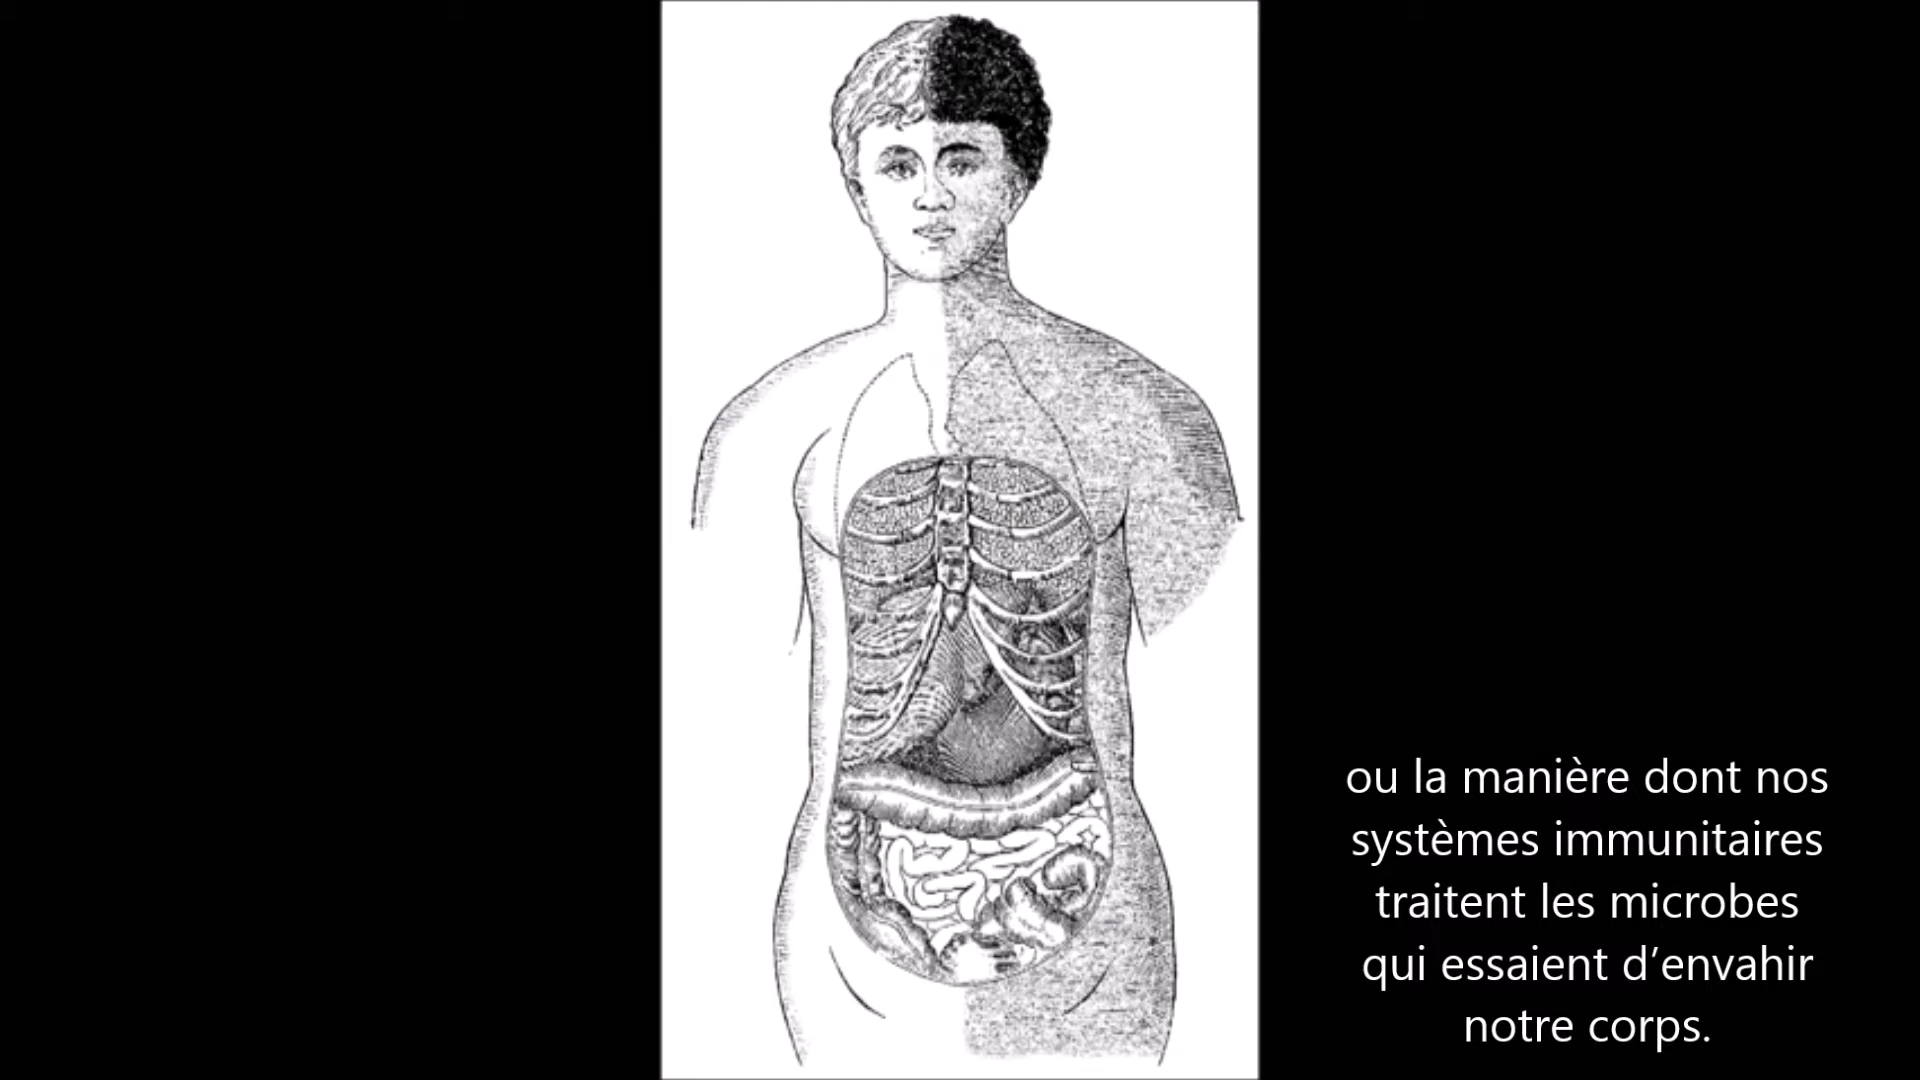 ou la manière dont nos
systèmes immunitaires
traitent les microbes
qui essaient d’envahir
notre corps.